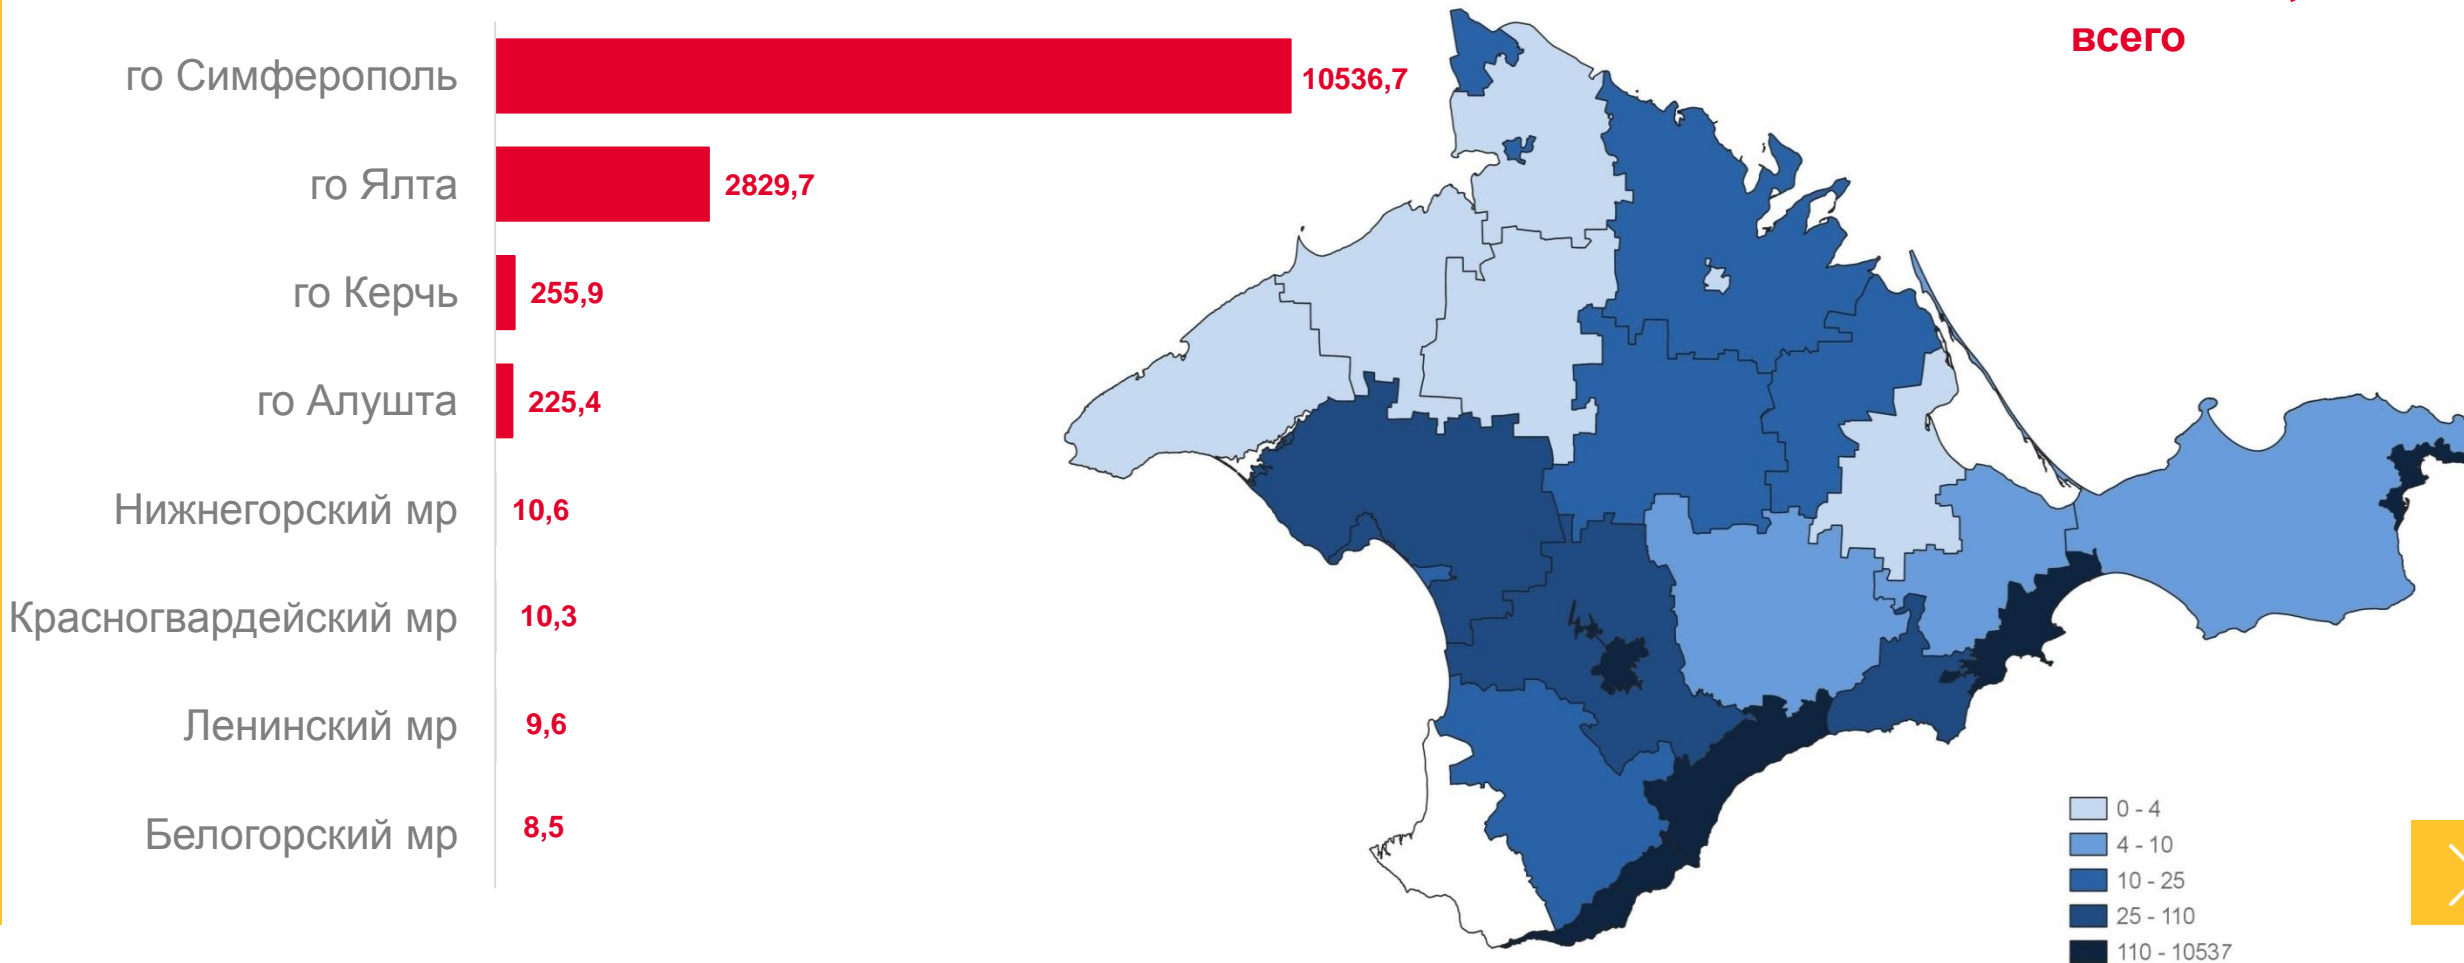 всего
го Симферополь 10536,7
го Ялта 2829,7
го Керчь 255,9
го Алушта 225,4
Нижнегорский мр 10,6
Красногвардейский мр 10,3
Ленинский мр 9,6
Белогорский мр 8,5
0 - 4
4 - 10
10 - 25
25 - 110
110 - 10537